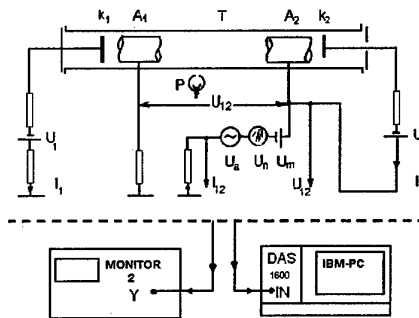 k1 A1 T A2 k2
P
U12
U1
Ua Un Um
U
I1
I12
U12
I
MONITOR
2
Y
DAS
1600
IN
IBM-PC